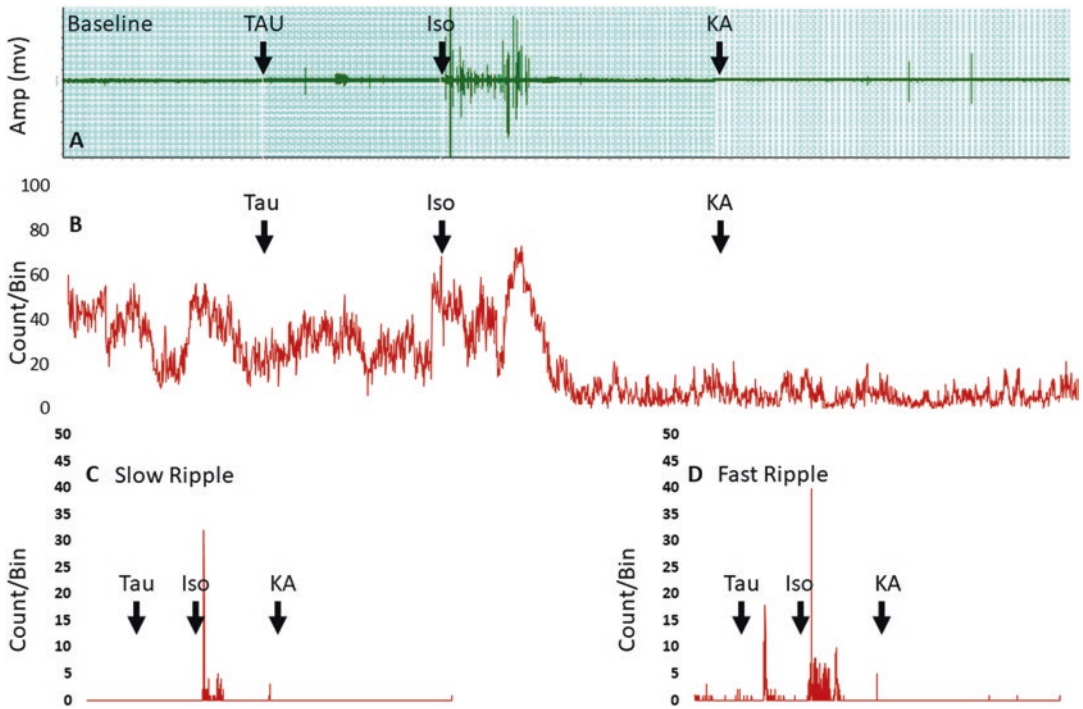 Baseline TAU Iso KA
Amp (mv)
A
100
80
60
40
20
0
Count/Bin
B
Tau Iso KA
50
45
40
35
30
25
20
15
10
5
0
Count/Bin
C Slow Ripple
Tau Iso KA
50
45
40
35
30
25
20
15
10
5
0
Count/Bin
D Fast Ripple
Tau Iso KA